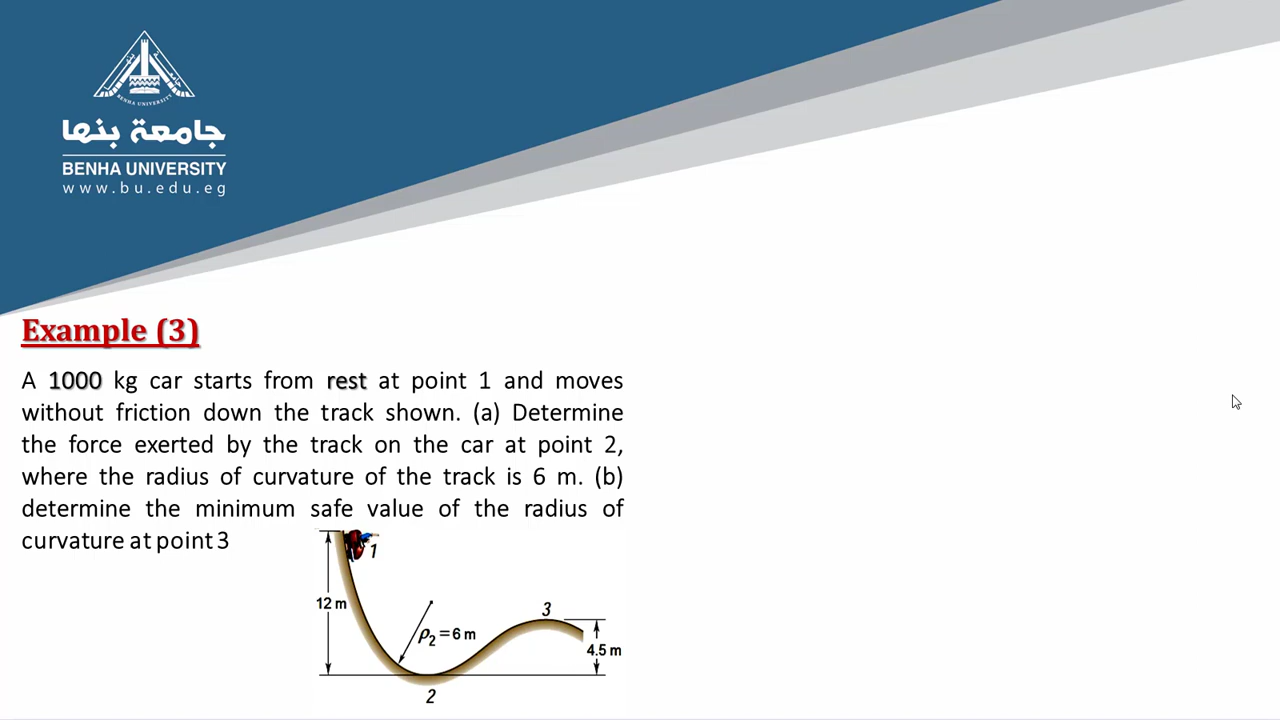 جامعة بنها
BENHA UNIVERSITY
www.bu.edu.eg
Example (3)
A 1000 kg car starts from rest at point 1 and moves
without friction down the track shown. (a) Determine
the force exerted by the track on the car at point 2,
where the radius of curvature of the track is 6 m. (b)
determine the minimum safe value of the radius of
curvature at point 3
1
12 m
3
ρ2 = 6 m
4.5 m
2